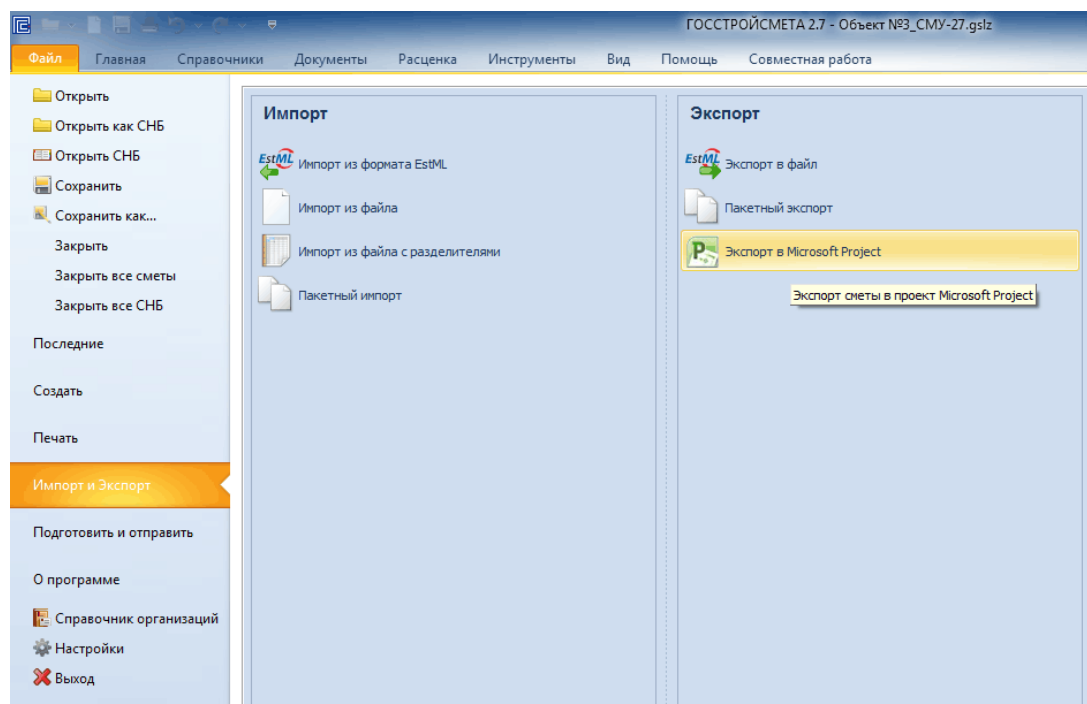 ГОССТРОЙСМЕТА 2.7 - Объект №3_СМУ-27.gslz
Файл Главная Справочники Документы Расценка Инструменты Вид Помощь Совместная работа
Открыть
Открыть как СНБ
Открыть СНБ
Сохранить
Сохранить как...
Закрыть
Закрыть все сметы
Закрыть все СНБ
Последние
Создать
Печать
Импорт и Экспорт
Подготовить и отправить
О программе
Справочник организаций
Настройки
Выход
Импорт
EstML Импорт из формата EstML
Импорт из файла
Импорт из файла с разделителями
Пакетный импорт
Экспорт
EstML Экспорт в файл
Пакетный экспорт
Экспорт в Microsoft Project
Экспорт сметы в проект Microsoft Project